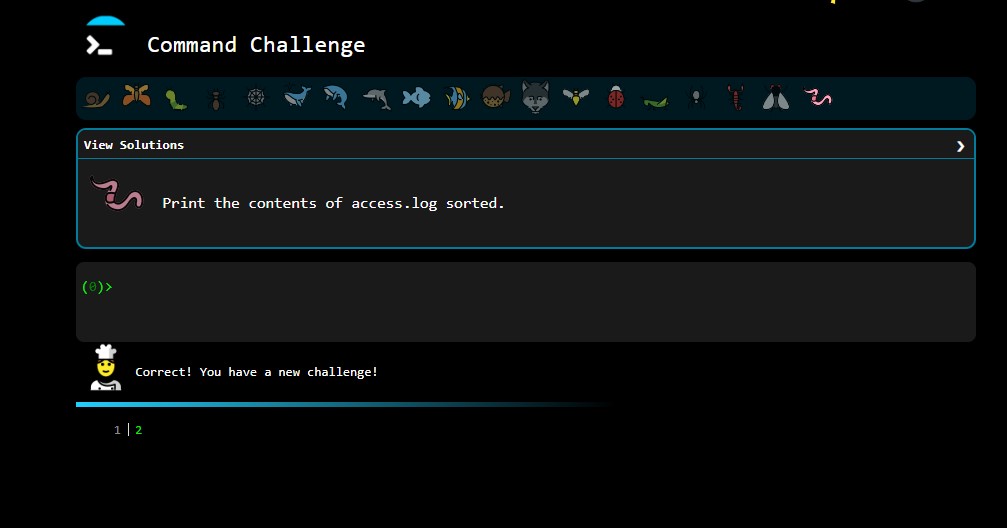 Command Challenge
View Solutions
Print the contents of access.log sorted.
(0)>
Correct! You have a new challenge!
1 | 2